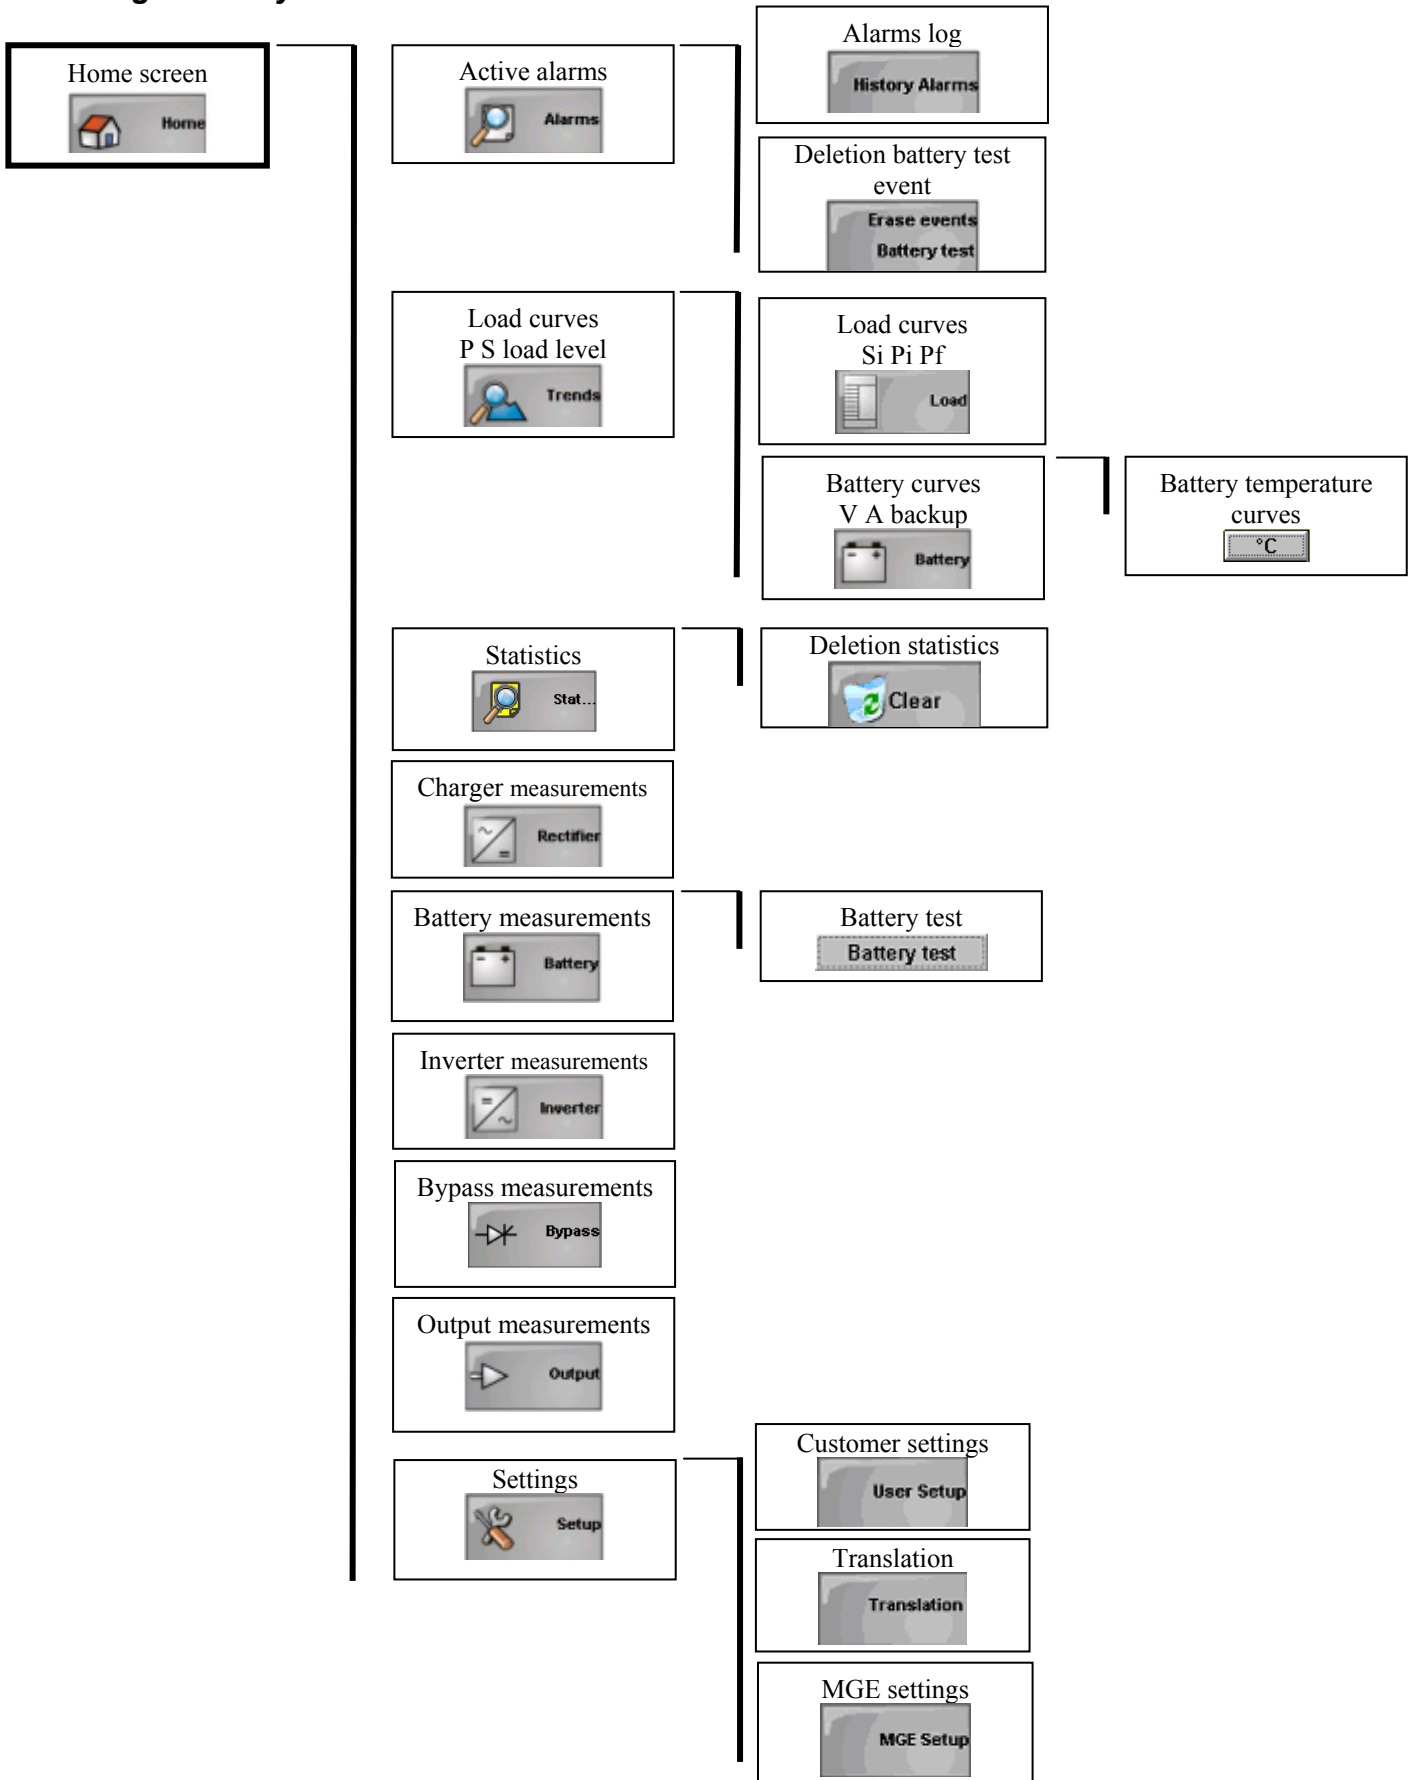 Home screen
Home
Active alarms
Alarms
Alarms log
History Alarms
Deletion battery test
event
Erase events
Battery test
Load curves
P S load level
Trends
Load curves
Si Pi Pf
Load
Battery curves
V A backup
Battery
Battery temperature
curves
°C
Statistics
Stat...
Deletion statistics
Clear
Charger measurements
Rectifier
Battery measurements
Battery
Battery test
Battery test
Inverter measurements
Inverter
Bypass measurements
Bypass
Output measurements
Output
Settings
Setup
Customer settings
User Setup
Translation
Translation
MGE settings
MGE Setup